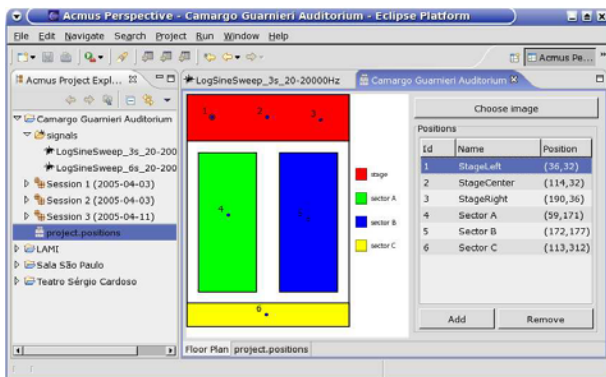 Acmus Perspective - Camargo Guarnieri Auditorium - Eclipse Platform
File Edit Navigate Search Project Run Window Help
Acmus Pe...
Acmus Project Expl...
LogSineSweep_3s_20-20000Hz
Camargo Guarnieri Auditorium
Camargo Guarnieri Auditorium
signals
LogSineSweep_3s_20-200
LogSineSweep_6s_20-200
Session 1 (2005-04-03)
Session 2 (2005-04-03)
Session 3 (2005-04-11)
project.positions
LAMI
Sala São Paulo
Teatro Sérgio Cardoso
1 2 3
4 5
6
stage
sector A
sector B
sector C
Choose image
Positions
Id Name Position
1 StageLeft (36,32)
2 StageCenter (114,32)
3 StageRight (190,36)
4 Sector A (59,171)
5 Sector B (172,177)
6 Sector C (113,312)
Add Remove
Floor Plan project.positions